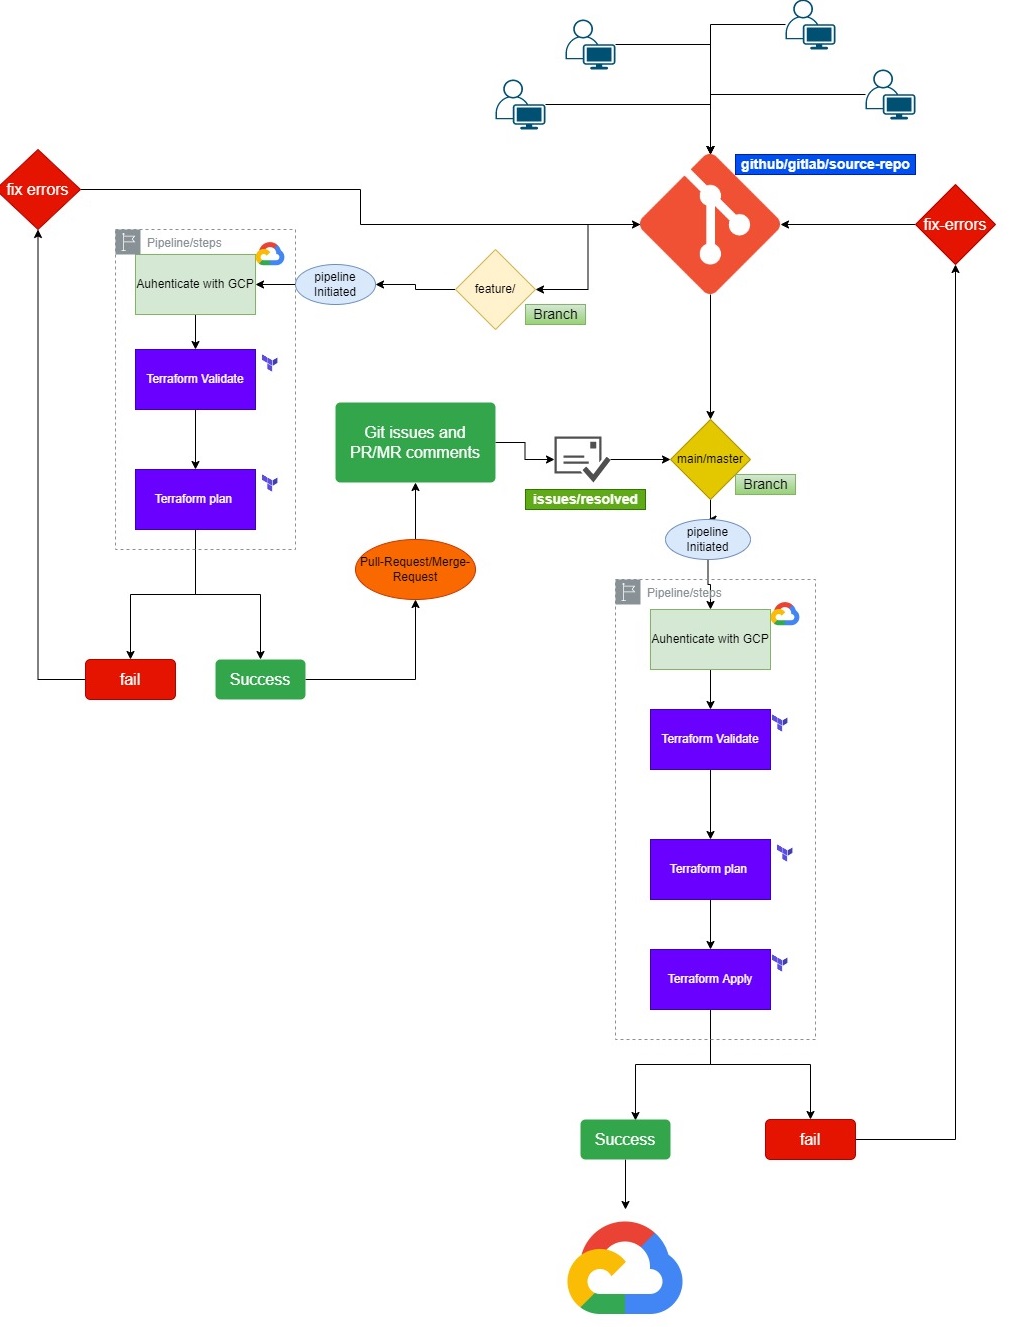 github/gitlab/source-repo
fix errors
fix-errors
Pipeline/steps
Auhenticate with GCP
pipeline
Initiated
feature/
Branch
Terraform Validate
Terraform plan
Git issues and
PR/MR comments
issues/resolved
main/master
Branch
pipeline
Initiated
Pull-Request/Merge-
Request
Pipeline/steps
Auhenticate with GCP
fail
Success
Terraform Validate
Terraform plan
Terraform Apply
Success
fail